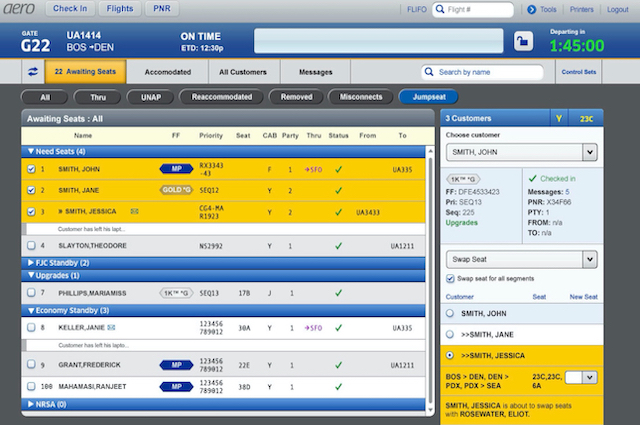 aero Check In Flights PNR FLIFO Flight # Tools Printers Logout
GATE UA1414 ON TIME Departing in
G22 BOS ➝DEN ETD: 12:30p 1:45:00
22 Awaiting Seats Accomodated All Customers Messages Search by name Control Sets
All Thru UNAP Reaccommodated Removed Misconnects Jumpseat
Awaiting Seats : All
Name FF Priority Seat CAB Party Thru Status From To
▼Need Seats (4)
1 SMITH, JOHN MP RX3343 F 1 ➝SFO ✓ UA335
-43
2 SMITH, JANE GOLD *G SEQ12 Y 2 ✓
3 » SMITH, JESSICA CG4-MA Y 2 ✓ UA3433
R1923
Customer has left his lapt...
4 SLAYTON,THEODORE N52992 Y 1 ✓ UA1211
▶FJC Standby (2)
▼Upgrades (1)
7 PHILLIPS,MARIAMISS 1K™ *G SEQ13 17B J 1 ✓
▼Economy Standby (3)
8 KELLER,JANIE 123456 30A Y 1 ➝SFO ✓ UA335
789012
Customer has left his lapto...
9 GRANT,FREDERICK MP 123456 22E Y 1 ✓ UA1211
789012
100 MAHAMASI,RANJEET MP 123456 38D Y 1 ✓
789012
▶NRSA (0)
3 Customers Y 23C
Choose customer
SMITH, JOHN
1K™ *G ✓ Checked in
FF: DFE4533423 Messages: 5
Pri: SEQ13 PNR: X34F66
Seq: 225 PTY: 1
Upgrades FROM: n/a
TO: n/a
Swap Seat
Swap seat for all segments
Customer Seat New Seat
SMITH, JOHN
>>SMITH, JANE
>>SMITH, JESSICA
BOS > DEN, DEN > 23C,23C,
PDX, PDX > SEA 6A
SMITH, JESSICA is about to swap seats
with ROSEWATER, ELIOT.